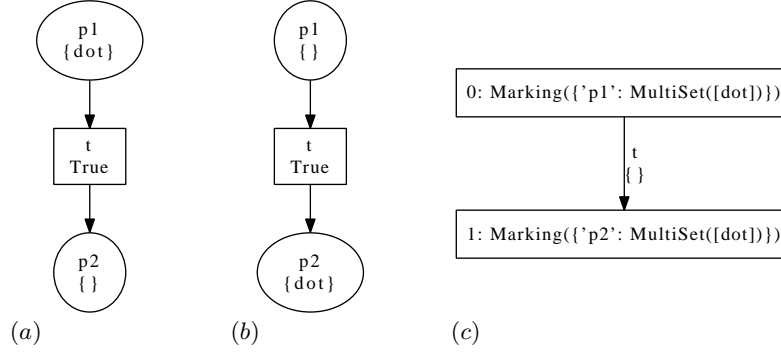 p1
{dot}
t
True
p2
{}
(a)
p1
{}
t
True
p2
{dot}
(b)
0: Marking({'p1': MultiSet([dot])})
t
{}
1: Marking({'p2': MultiSet([dot])})
(c)